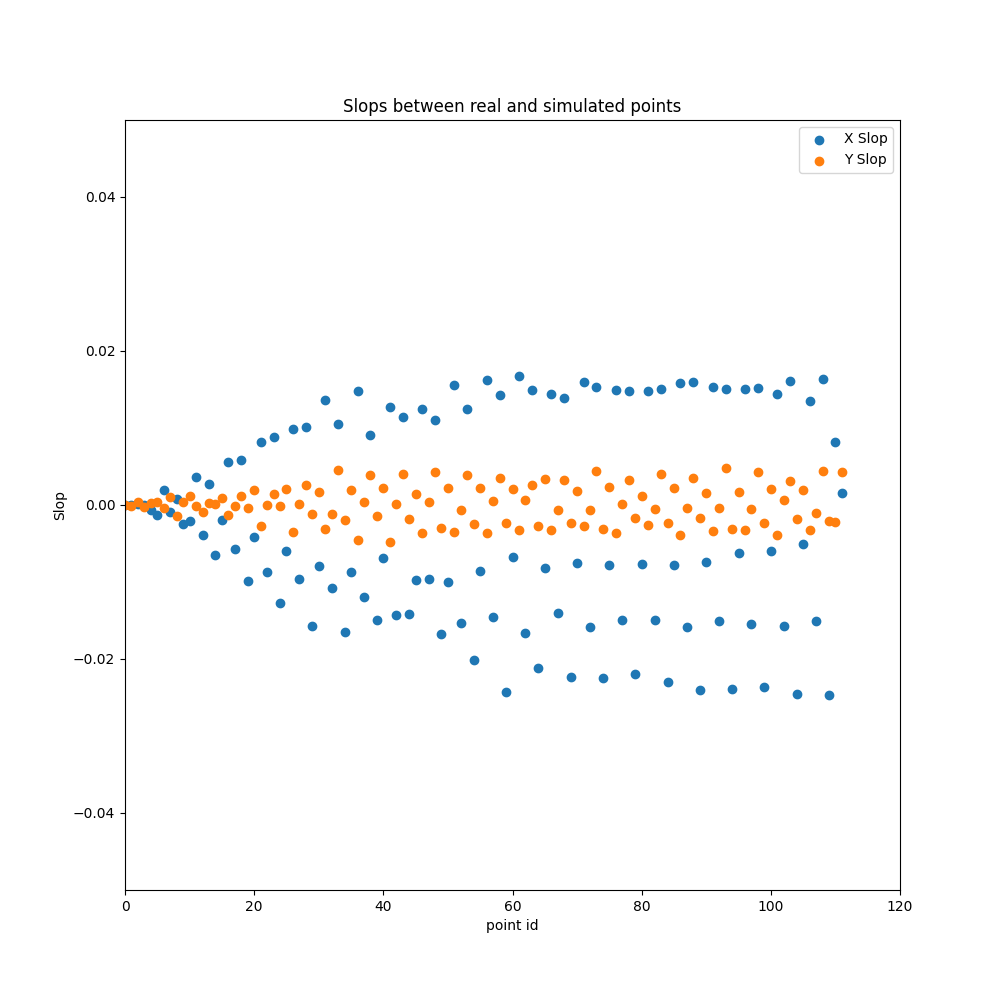 Slops between real and simulated points
X Slop
Y Slop
0.04
0.02
0.00
−0.02
−0.04
Slop
0 20 40 60 80 100 120
point id